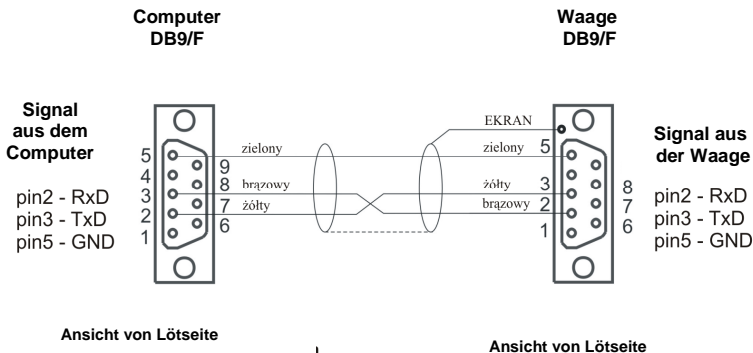 Computer
DB9/F
Waage
DB9/F
Signal
aus dem
Computer
pin2 - RxD
pin3 - TxD
pin5 - GND
5
4
3
2
1
9
8
7
6
zielony
brązowy
żółty
EKRAN
zielony
żółty
brązowy
5
3
2
1
8
7
6
Signal aus
der Waage
pin2 - RxD
pin3 - TxD
pin5 - GND
Ansicht von Lötseite
Ansicht von Lötseite